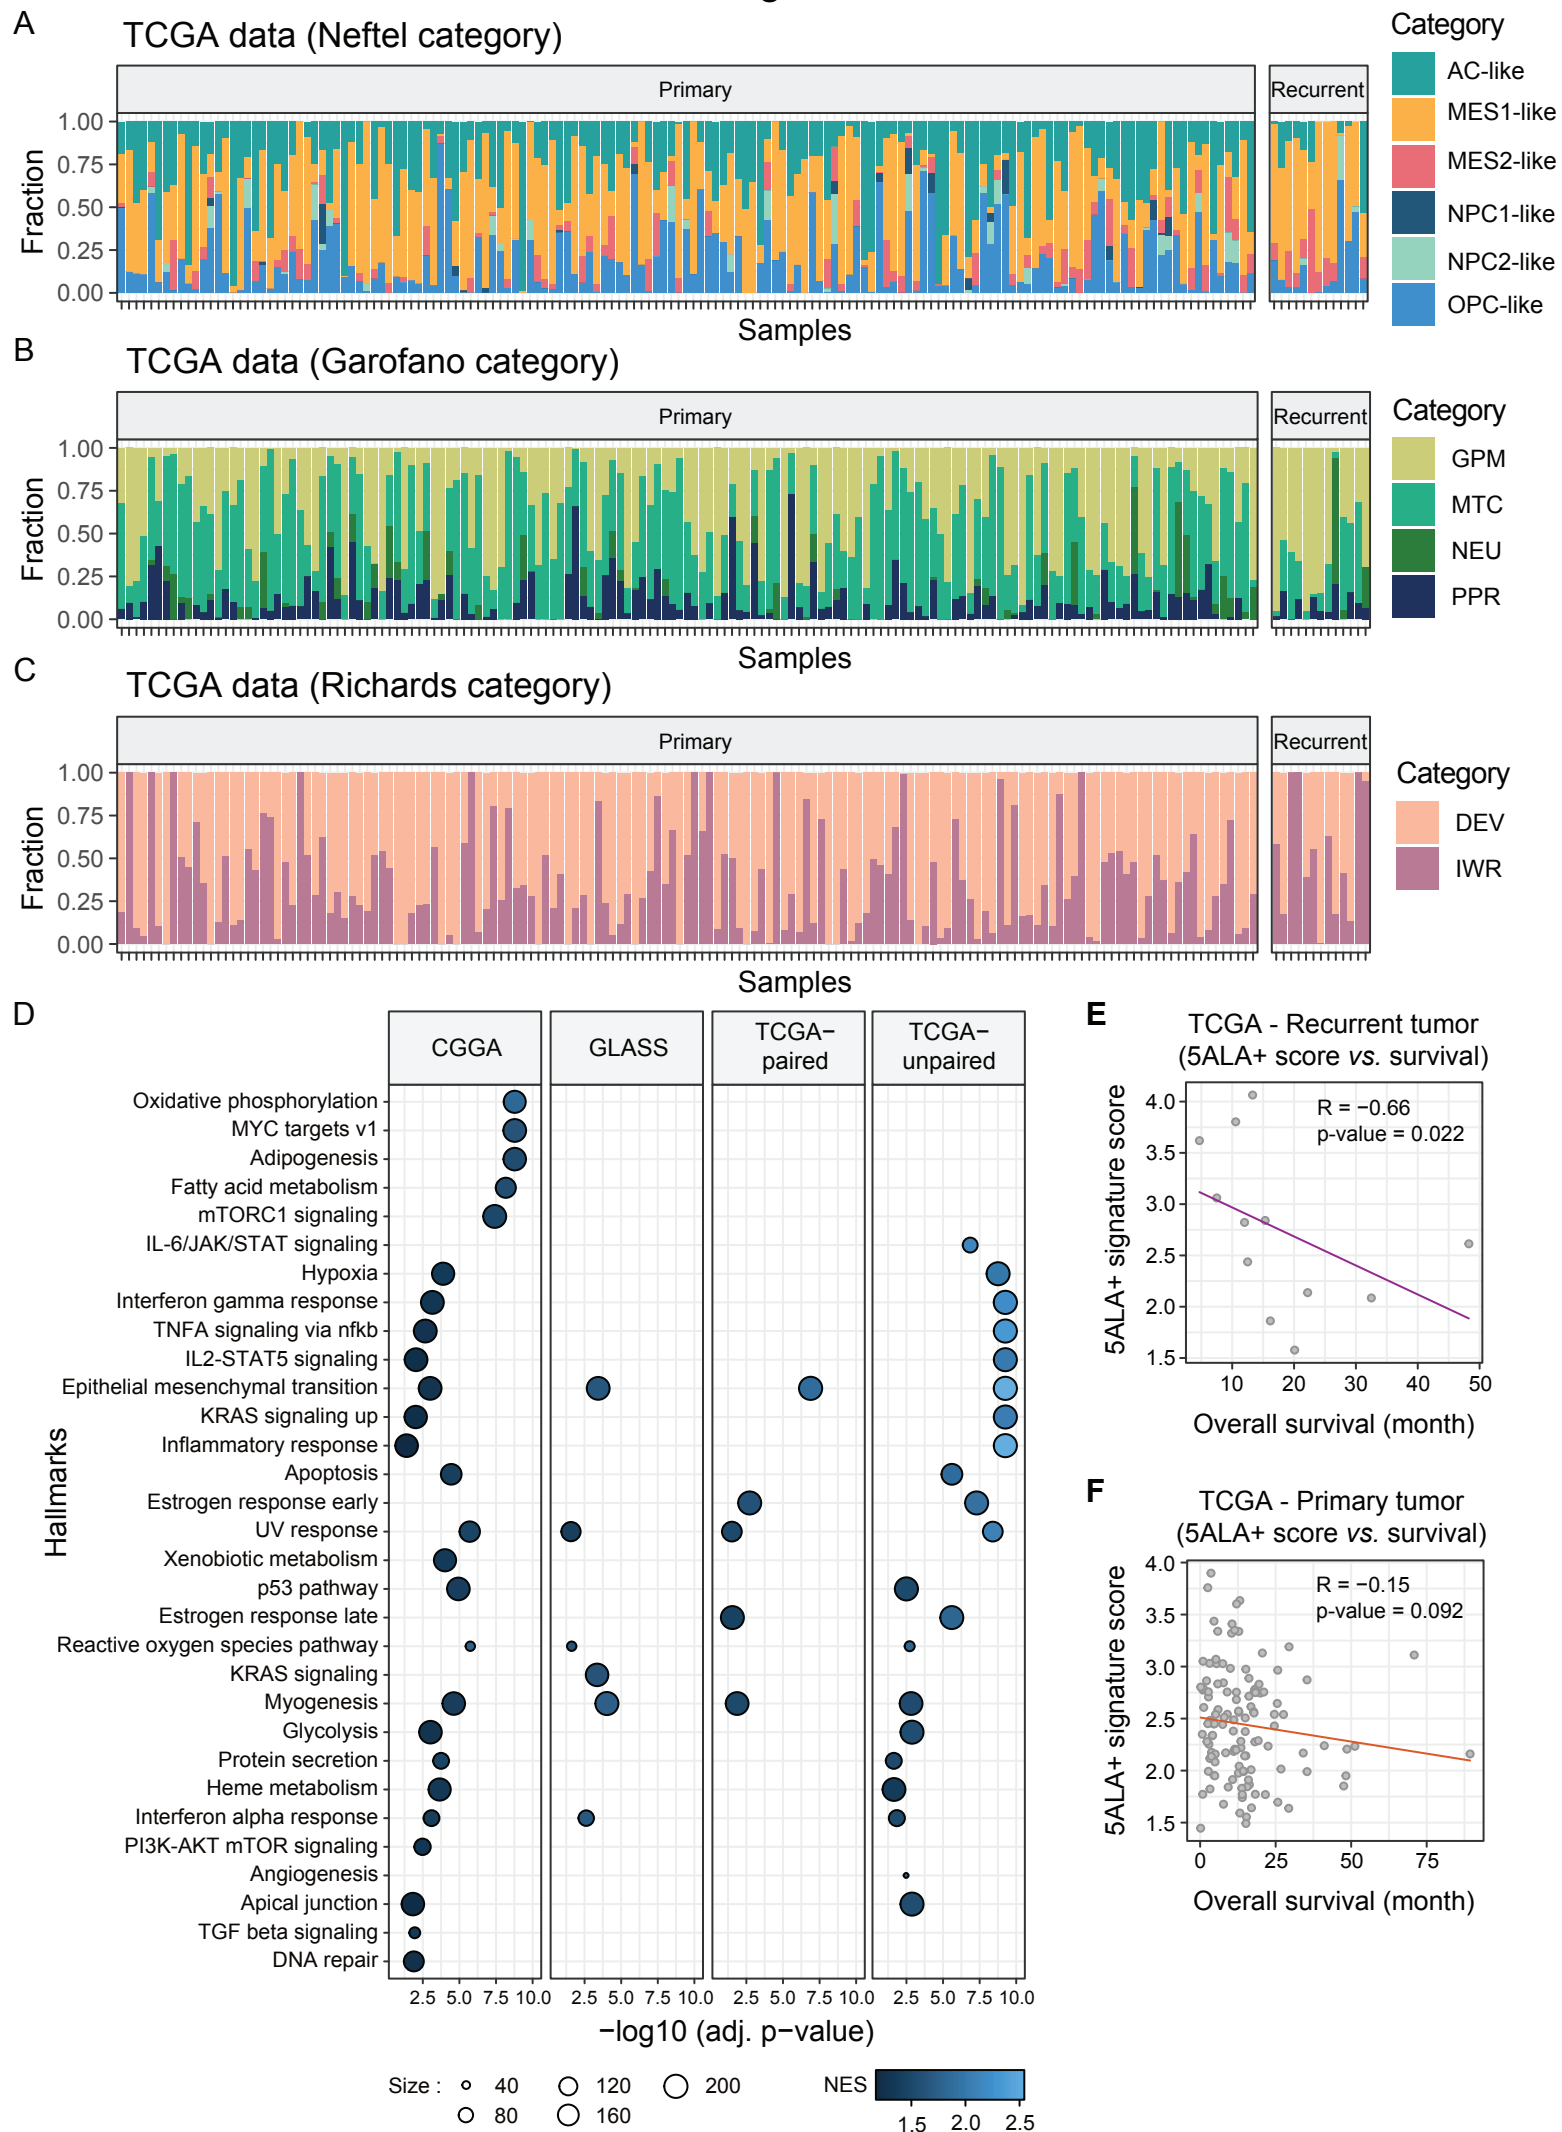 A
TCGA data (Neftel category)
Primary
Recurrent
1.00
0.75
0.50
0.25
0.00
Fraction
Samples
Category
AC-like
MES1-like
MES2-like
NPC1-like
NPC2-like
OPC-like
B
TCGA data (Garofano category)
Primary
Recurrent
1.00
0.75
0.50
0.25
0.00
Fraction
Samples
Category
GPM
MTC
NEU
PPR
C
TCGA data (Richards category)
Primary
Recurrent
1.00
0.75
0.50
0.25
0.00
Fraction
Samples
Category
DEV
IWR
D
CGGA
GLASS
TCGA−
paired
TCGA−
unpaired
Hallmarks
Oxidative phosphorylation
MYC targets v1
Adipogenesis
Fatty acid metabolism
mTORC1 signaling
IL-6/JAK/STAT signaling
Hypoxia
Interferon gamma response
TNFA signaling via nfkb
IL2-STAT5 signaling
Epithelial mesenchymal transition
KRAS signaling up
Inflammatory response
Apoptosis
Estrogen response early
UV response
Xenobiotic metabolism
p53 pathway
Estrogen response late
Reactive oxygen species pathway
KRAS signaling
Myogenesis
Glycolysis
Protein secretion
Heme metabolism
Interferon alpha response
PI3K-AKT mTOR signaling
Angiogenesis
Apical junction
TGF beta signaling
DNA repair
2.5 5.0 7.5 10.0
2.5 5.0 7.5 10.0
2.5 5.0 7.5 10.0
2.5 5.0 7.5 10.0
−log10 (adj. p−value)
Size : 40 120 200
80 160
NES
1.5 2.0 2.5
E
TCGA - Recurrent tumor
(5ALA+ score vs. survival)
5ALA+ signature score
R = −0.66
p-value = 0.022
4.0
3.5
3.0
2.5
2.0
1.5
10 20 30 40 50
Overall survival (month)
F
TCGA - Primary tumor
(5ALA+ score vs. survival)
5ALA+ signature score
R = −0.15
p-value = 0.092
4.0
3.5
3.0
2.5
2.0
1.5
0 25 50 75
Overall survival (month)